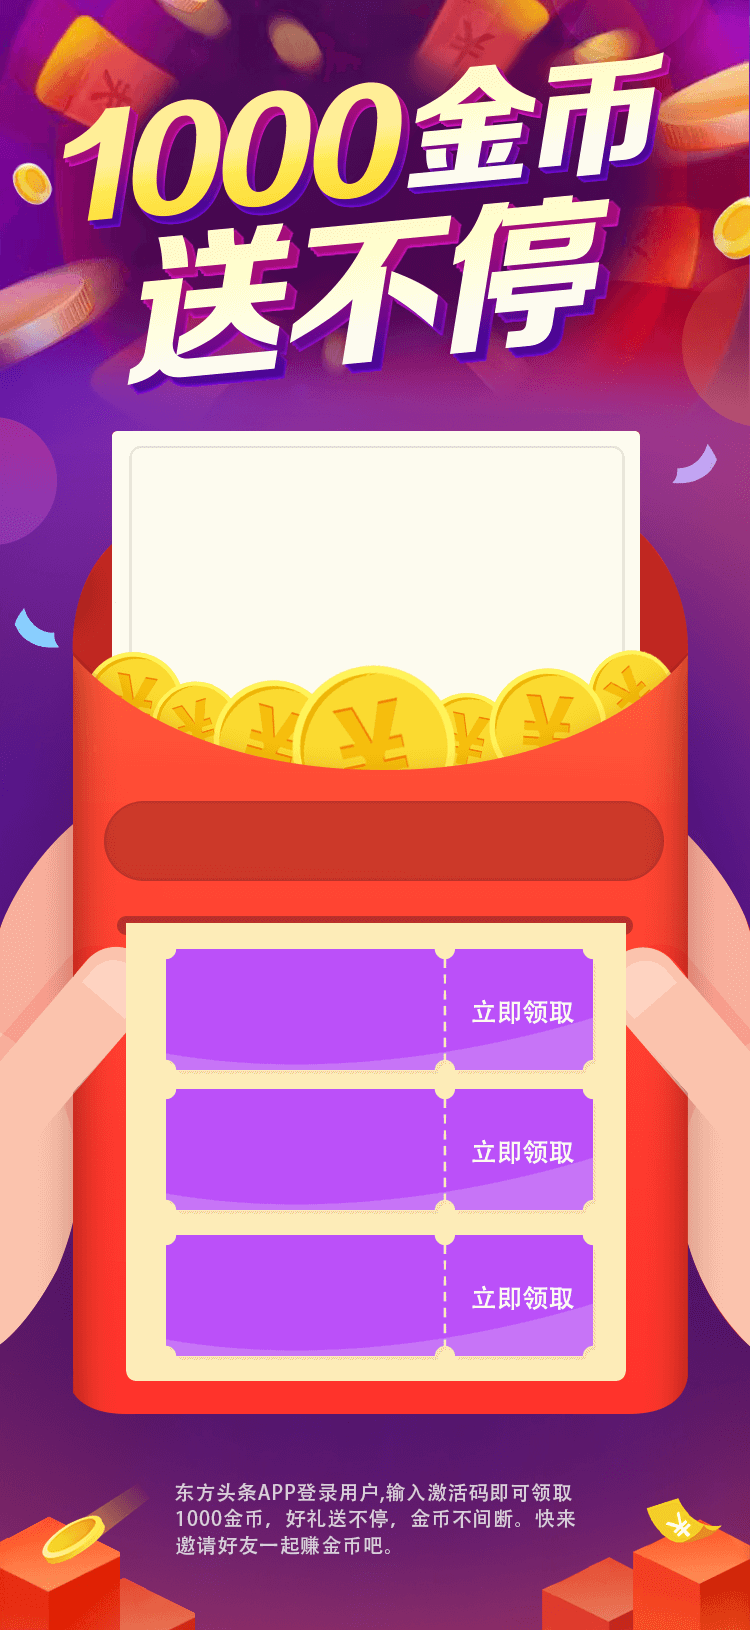 1000金币
送不停
立即领取
立即领取
立即领取
东方头条APP登录用户,输入激活码即可领取
1000金币，好礼送不停，金币不间断。快来
邀请好友一起赚金币吧。